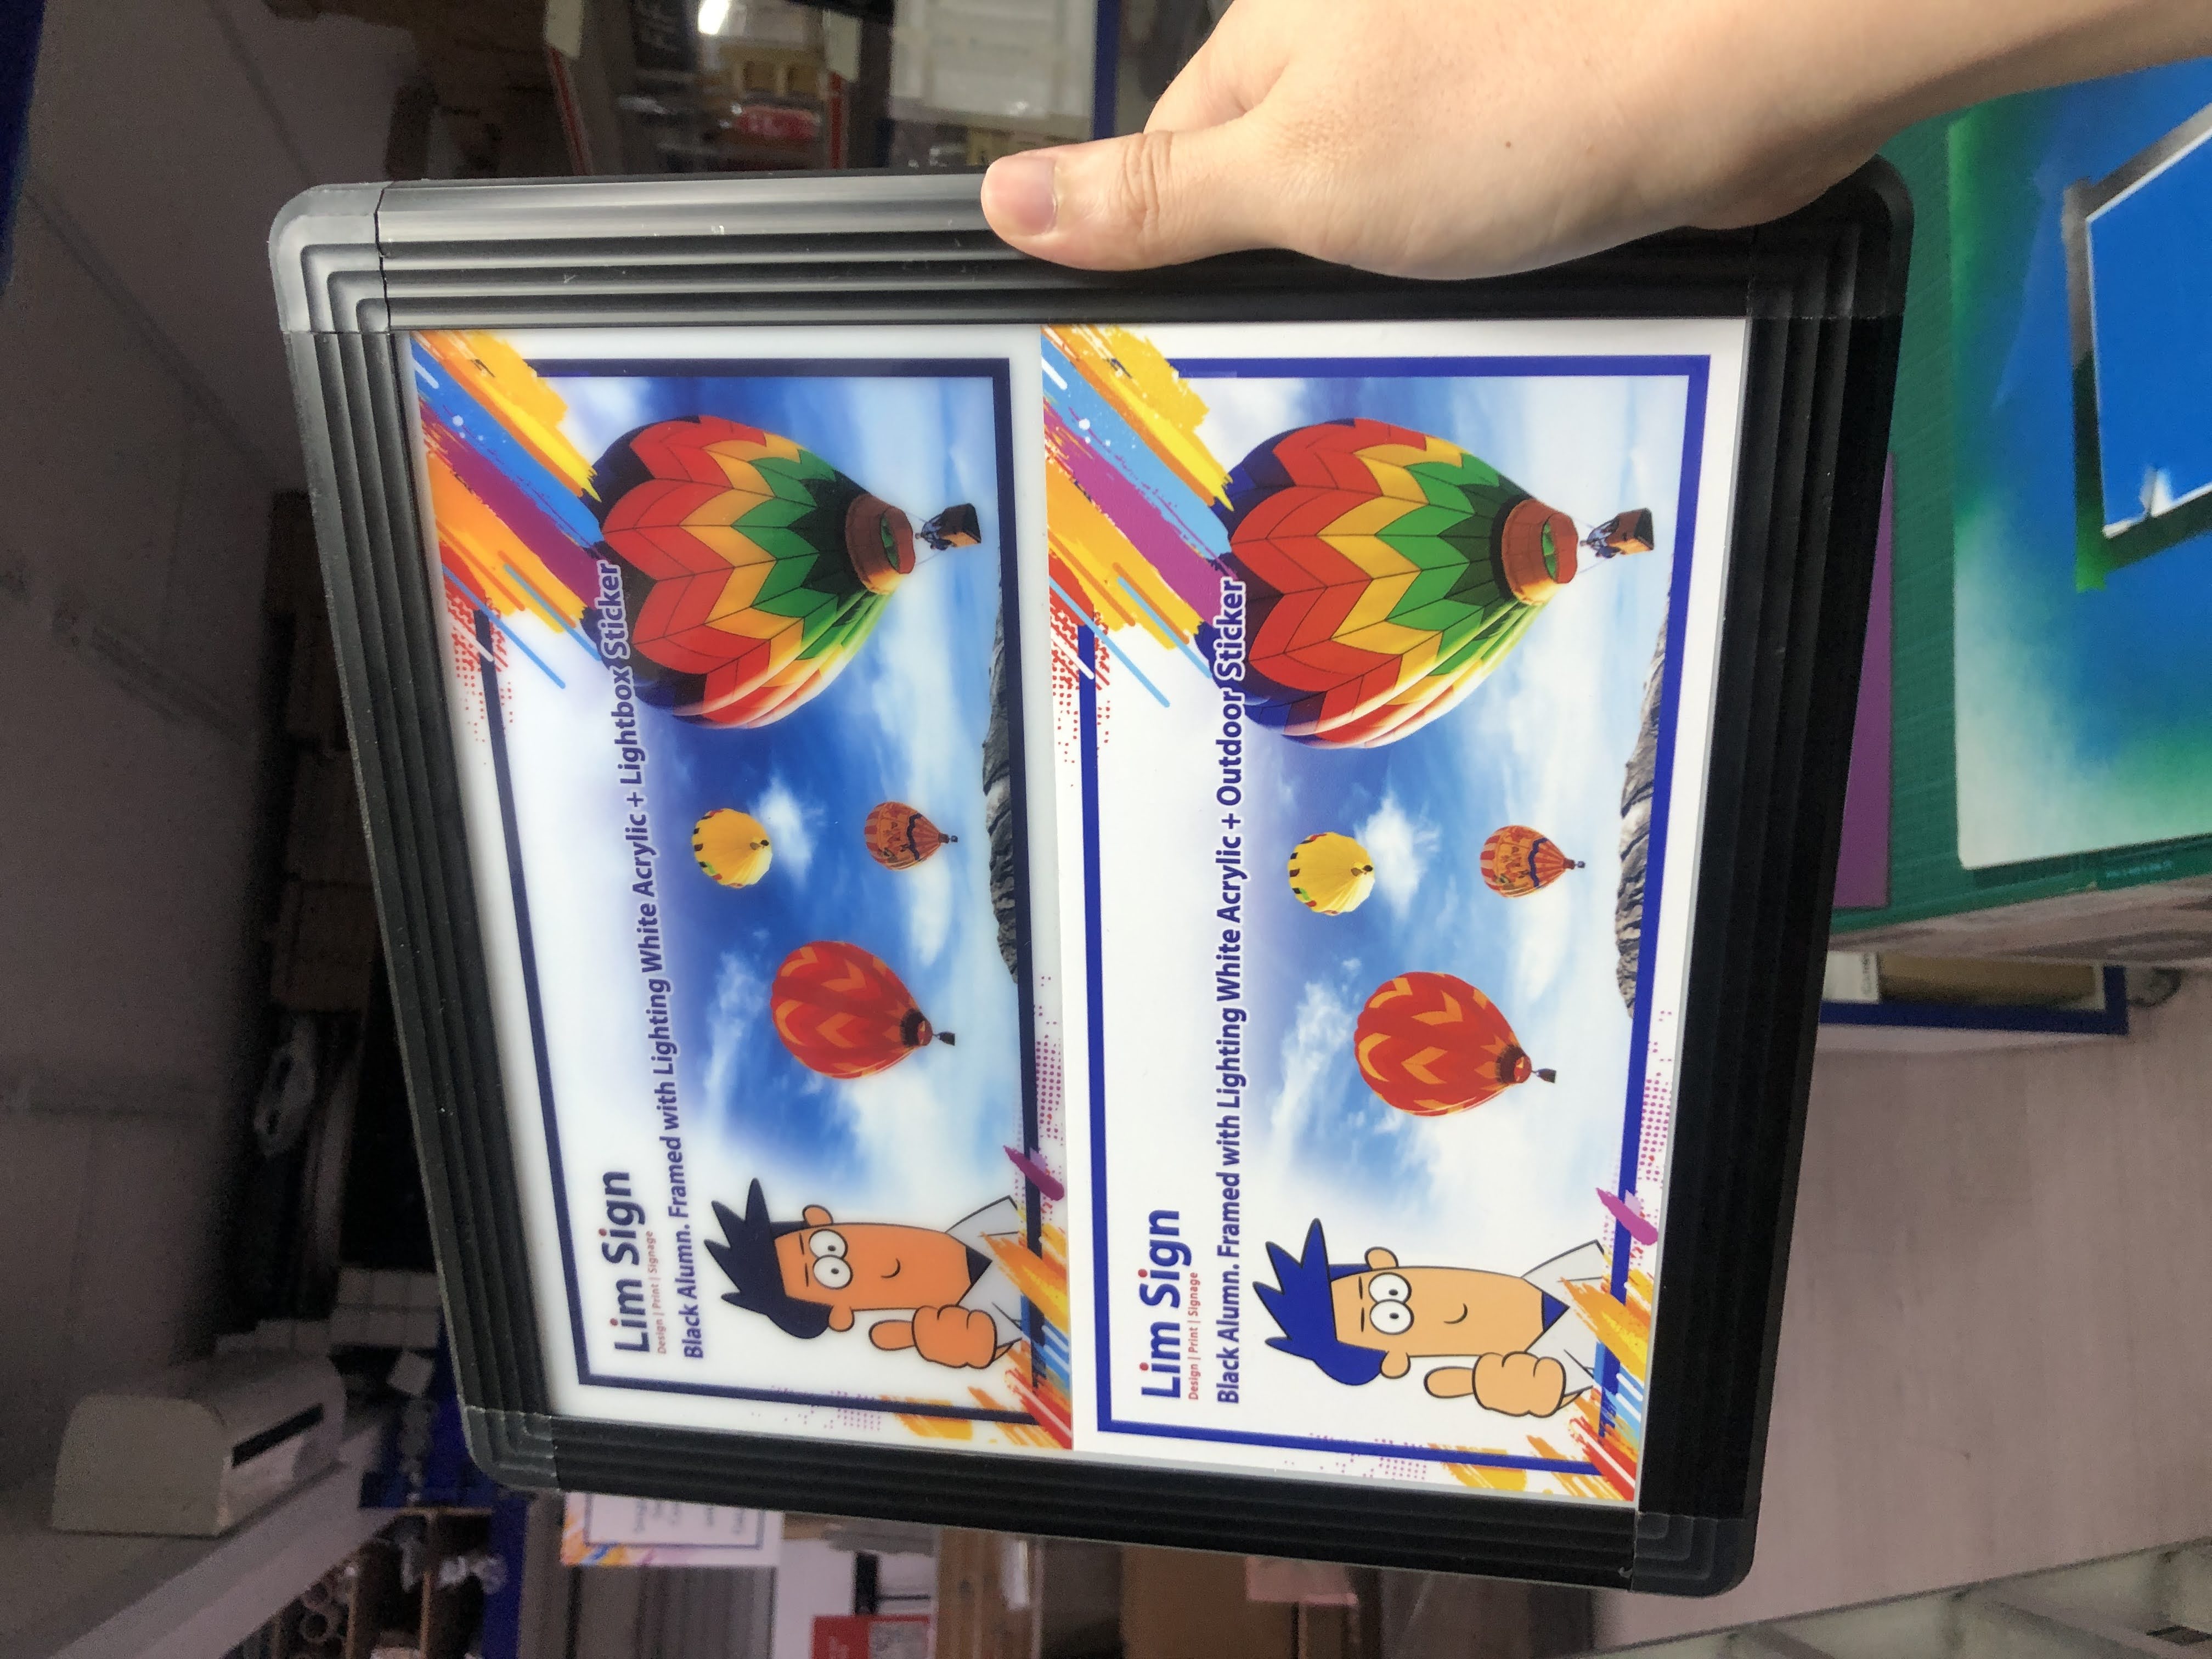 Lim Sign
Design | Print | Signage
Black Alumn. Framed with Lighting White Acrylic + Lightbox Sticker
Lim Sign
Design | Print | Signage
Black Alumn. Framed with Lighting White Acrylic + Outdoor Sticker